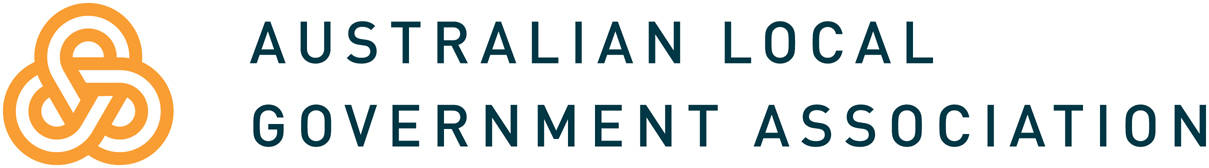 AUSTRALIAN LOCAL
GOVERNMENT ASSOCIATION